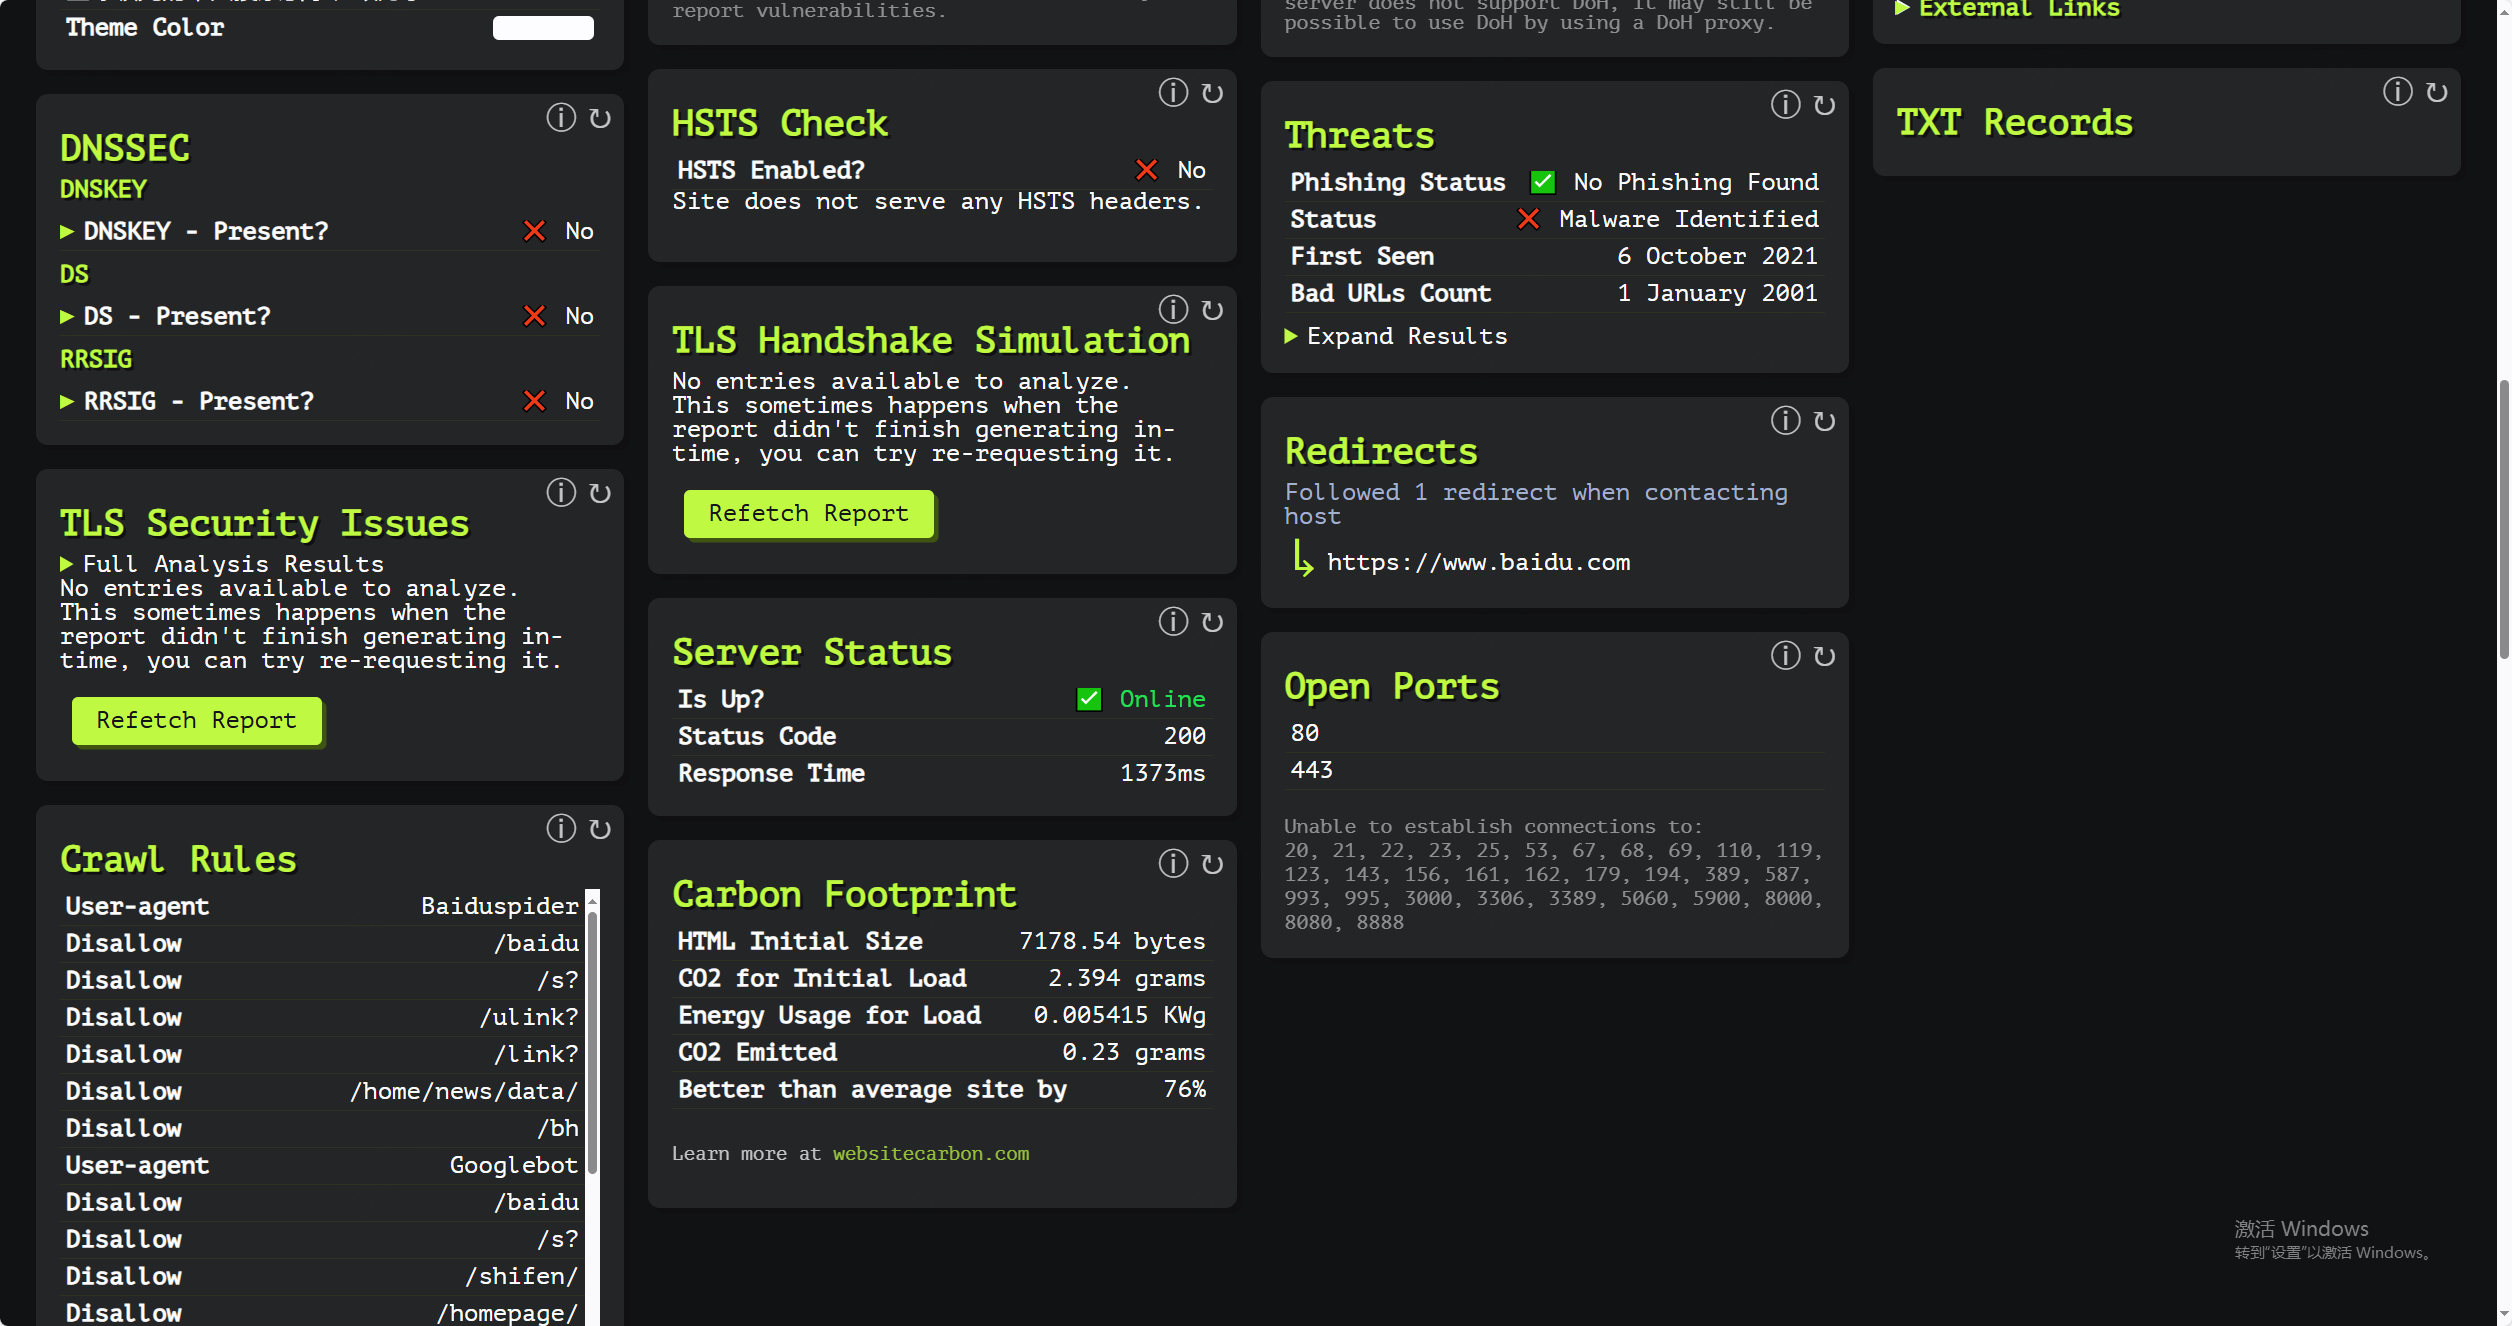 Theme Color
DNSSEC
DNSKEY
DNSKEY - Present? ❌ No
DS
DS - Present? ❌ No
RRSIG
RRSIG - Present? ❌ No
TLS Security Issues
Full Analysis Results
No entries available to analyze.
This sometimes happens when the
report didn't finish generating in-
time, you can try re-requesting it.
Refetch Report
Crawl Rules
User-agent Baiduspider
Disallow /baidu
Disallow /s?
Disallow /ulink?
Disallow /link?
Disallow /home/news/data/
Disallow /bh
User-agent Googlebot
Disallow /baidu
Disallow /s?
Disallow /shifen/
Disallow /homepage/
report vulnerabilities.
HSTS Check
HSTS Enabled? ❌ No
Site does not serve any HSTS headers.
TLS Handshake Simulation
No entries available to analyze.
This sometimes happens when the
report didn't finish generating in-
time, you can try re-requesting it.
Refetch Report
Server Status
Is Up? ✅ Online
Status Code 200
Response Time 1373ms
Carbon Footprint
HTML Initial Size 7178.54 bytes
CO2 for Initial Load 2.394 grams
Energy Usage for Load 0.005415 KWg
CO2 Emitted 0.23 grams
Better than average site by 76%
Learn more at websitecarbon.com
server does not support DoH, it may still be
possible to use DoH by using a DoH proxy.
Threats
Phishing Status ✅ No Phishing Found
Status ❌ Malware Identified
First Seen 6 October 2021
Bad URLs Count 1 January 2001
Expand Results
Redirects
Followed 1 redirect when contacting
host
https://www.baidu.com
Open Ports
80
443
Unable to establish connections to:
20, 21, 22, 23, 25, 53, 67, 68, 69, 110, 119,
123, 143, 156, 161, 162, 179, 194, 389, 587,
993, 995, 3000, 3306, 3389, 5060, 5900, 8000,
8080, 8888
External Links
TXT Records
激活 Windows
转到"设置"以激活 Windows。